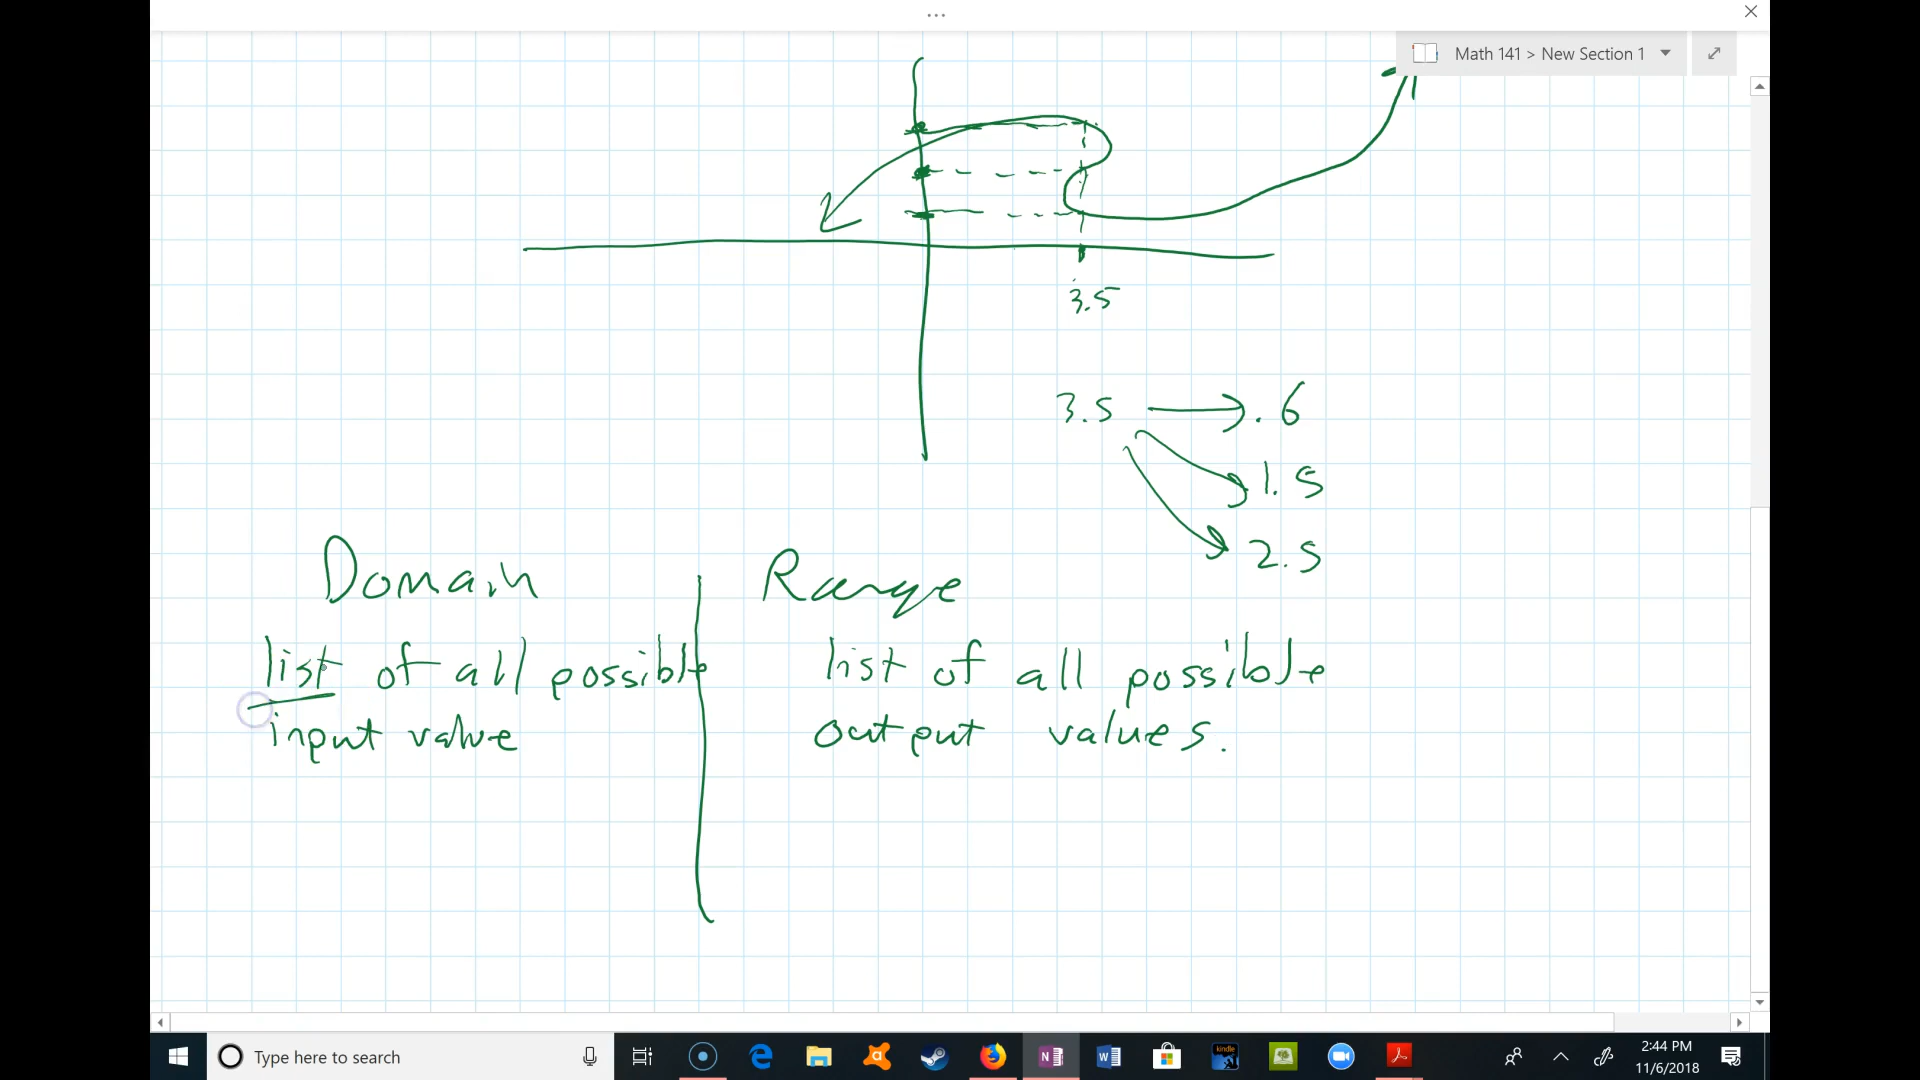 ...
Math 141 > New Section 1
3.5
3.5 → .6
1.5
2.5
Domain
Range
list of all possible
input value
list of all possible
output values.
Type here to search
N
W
kindle
2:44 PM
11/6/2018